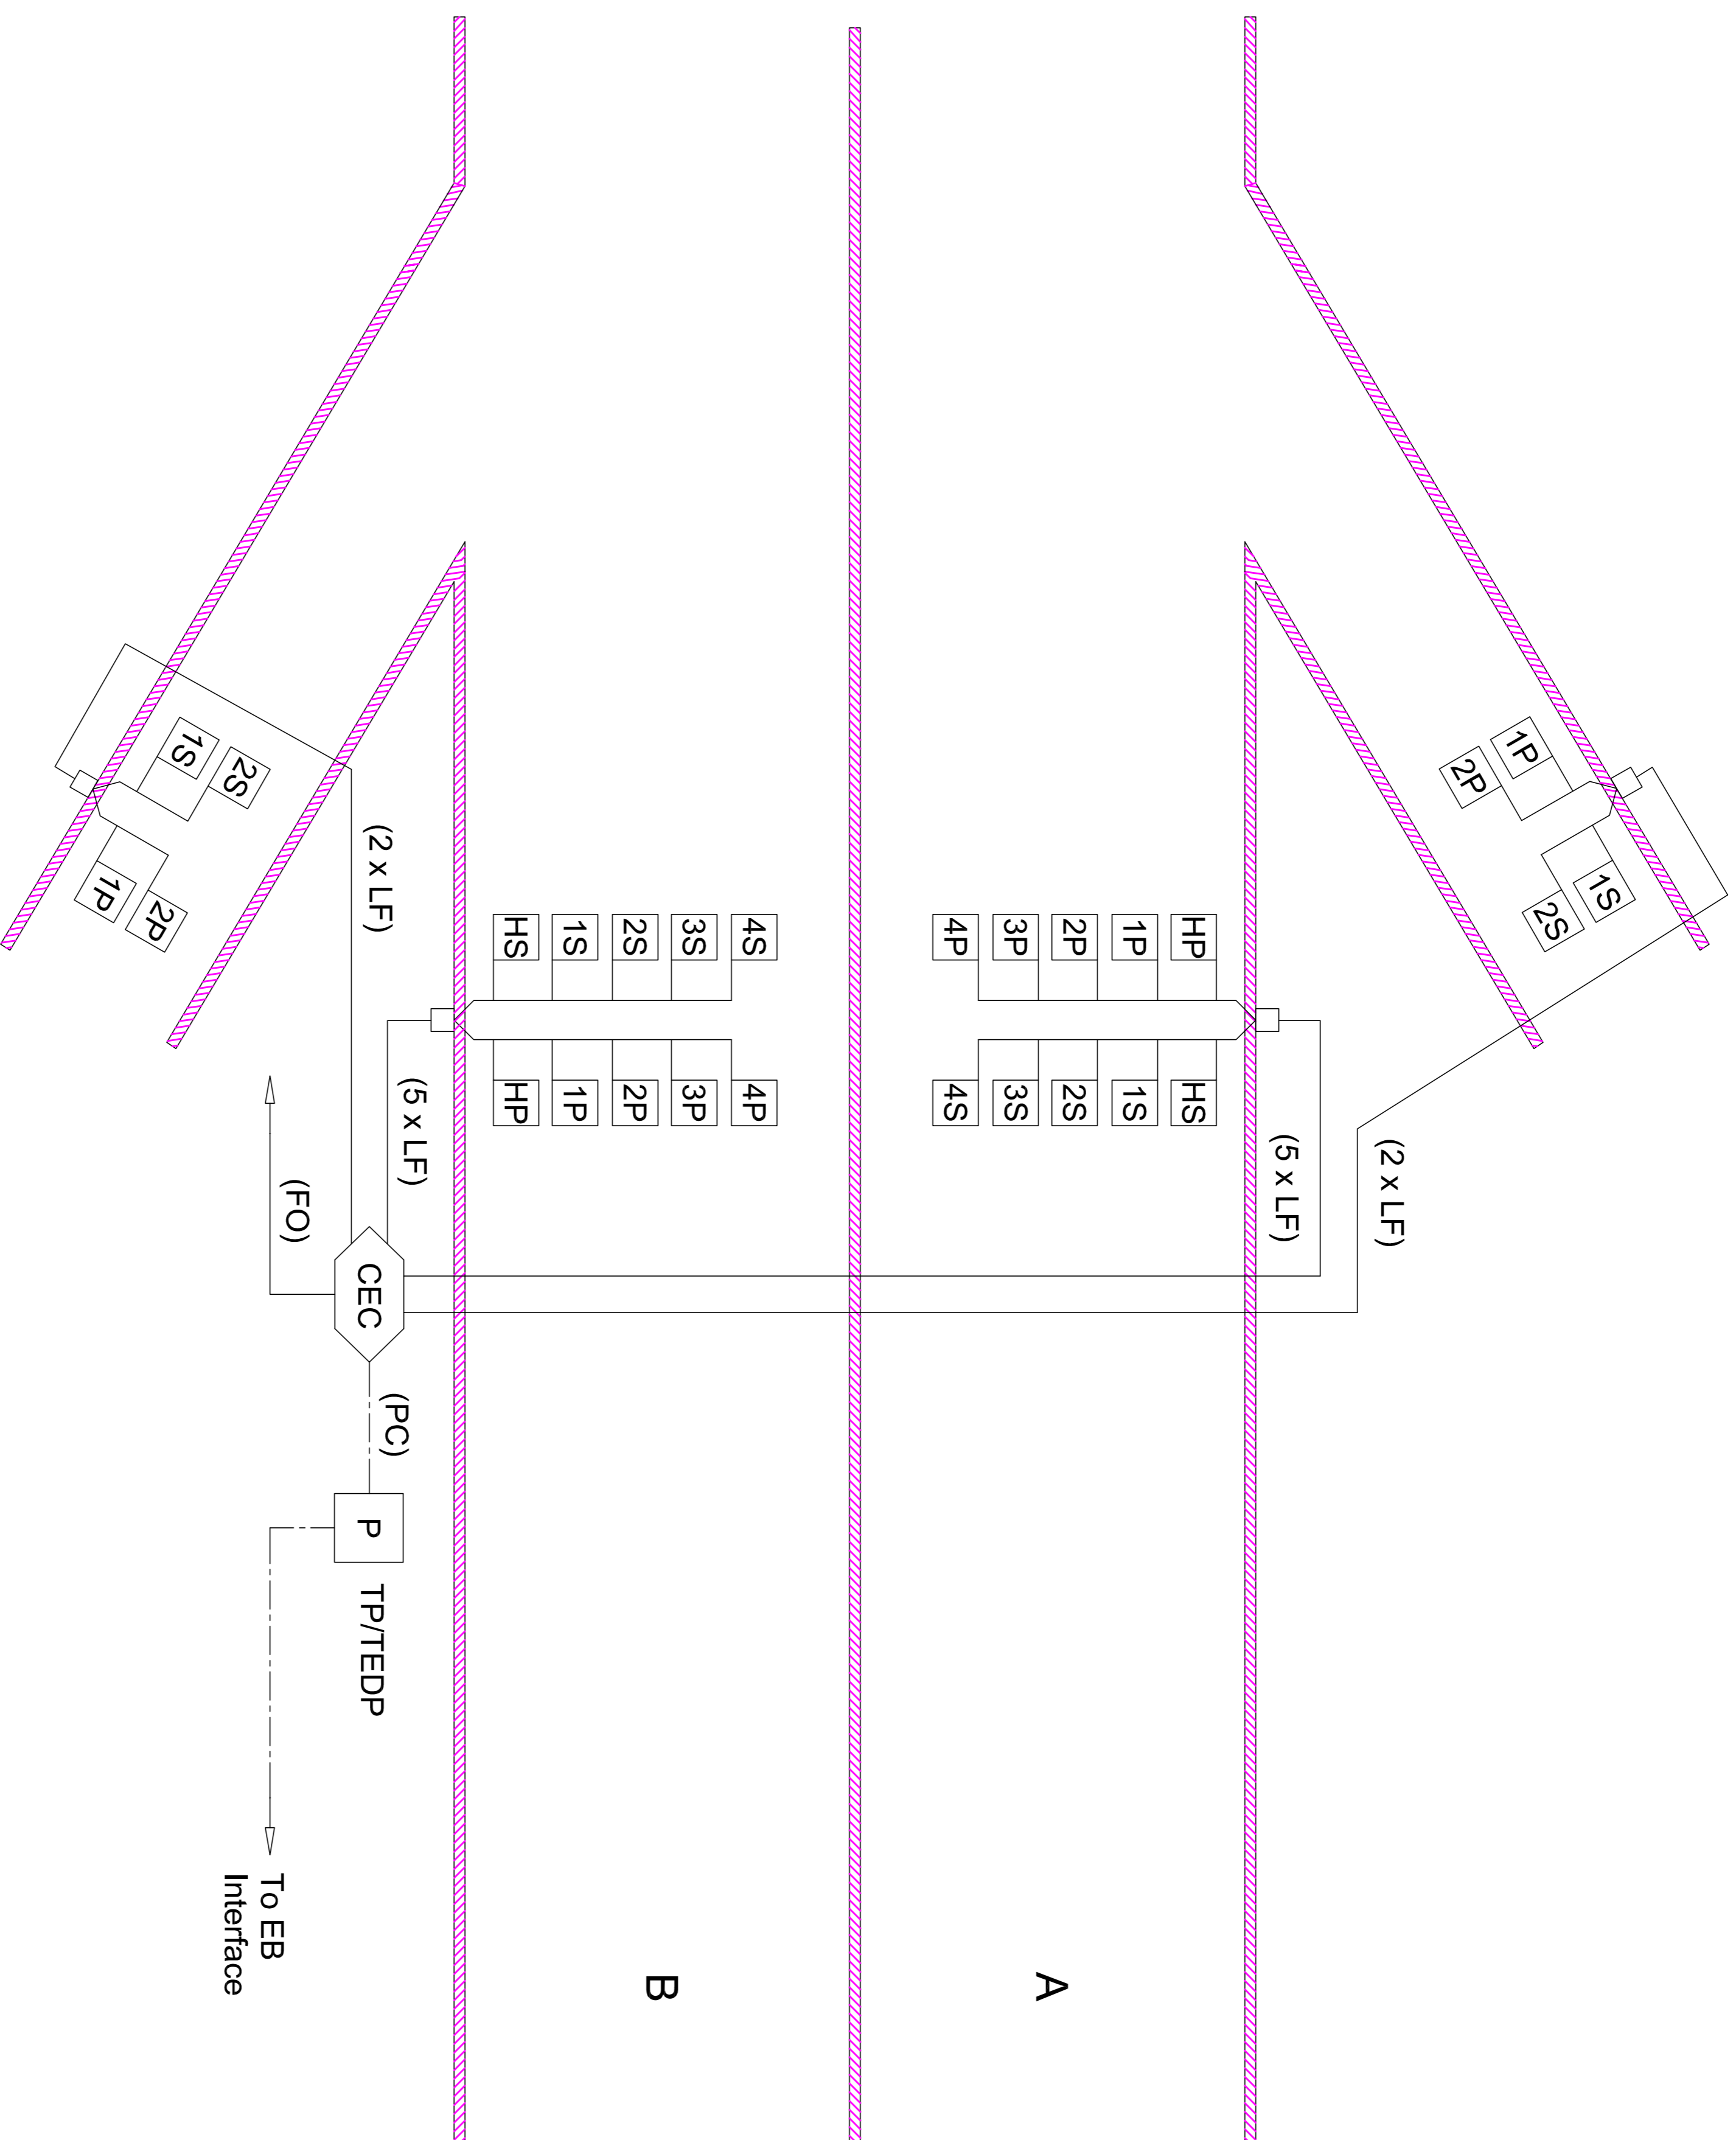 1S
1P
2S
2P
(2 x LF)
(5 x LF)
HP HS
1P 1S
2P 2S
3P 3S
4P 4S
A
4S 4P
3S 3P
2S 2P
1S 1P
HS HP
B
(5 x LF)
(PC)
(2 x LF)
CEC
P
TP/TEDP
(FO)
To EB
Interface
2S
1S
2P
1P